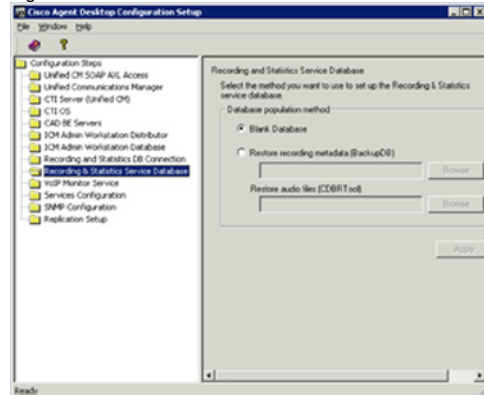 Cisco Agent Desktop Configuration Setup
File Window Help
Configuration Steps
Unified CM SOAP AXL Access
Unified Communications Manager
CTI Server (Unified CM)
CTI OS
CAD BE Servers
ICM Admin Workstation Distributor
ICM Admin Workstation Database
Recording and Statistics DB Connection
Recording & Statistics Service Database
VoIP Monitor Service
Services Configuration
SNMP Configuration
Replication Setup
Recording and Statistics Service Database
Select the method you want to use to set up the Recording & Statistics
service database.
Database population method
Blank Database
Restore recording metadata (BackupDB)
Browse
Restore audio files (CDBRTool)
Browse
Apply
Ready